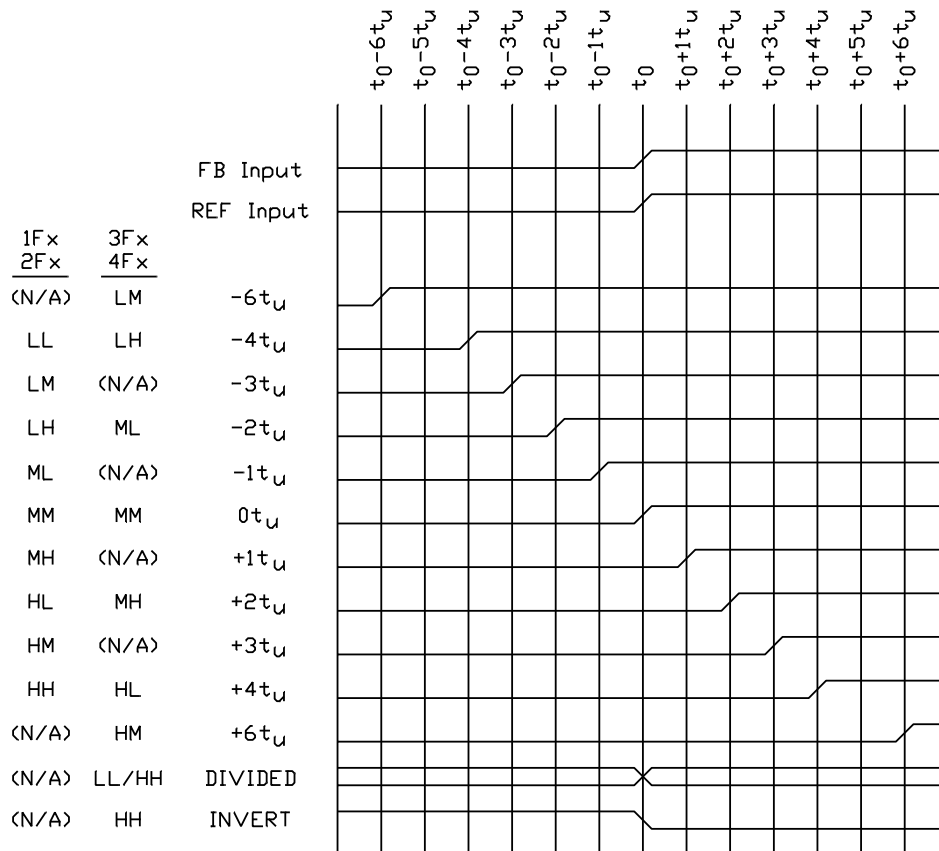 t0-6tu t0-5tu t0-4tu t0-3tu t0-2tu t0-1tu t0 t0+1tu t0+2tu t0+3tu t0+4tu t0+5tu t0+6tu
FB Input
REF Input
1Fx 3Fx
2Fx 4Fx
(N/A) LM -6tu
LL LH -4tu
LM (N/A) -3tu
LH ML -2tu
ML (N/A) -1tu
MM MM 0tu
MH (N/A) +1tu
HL MH +2tu
HM (N/A) +3tu
HH HL +4tu
(N/A) HM +6tu
(N/A) LL/HH DIVIDED
(N/A) HH INVERT